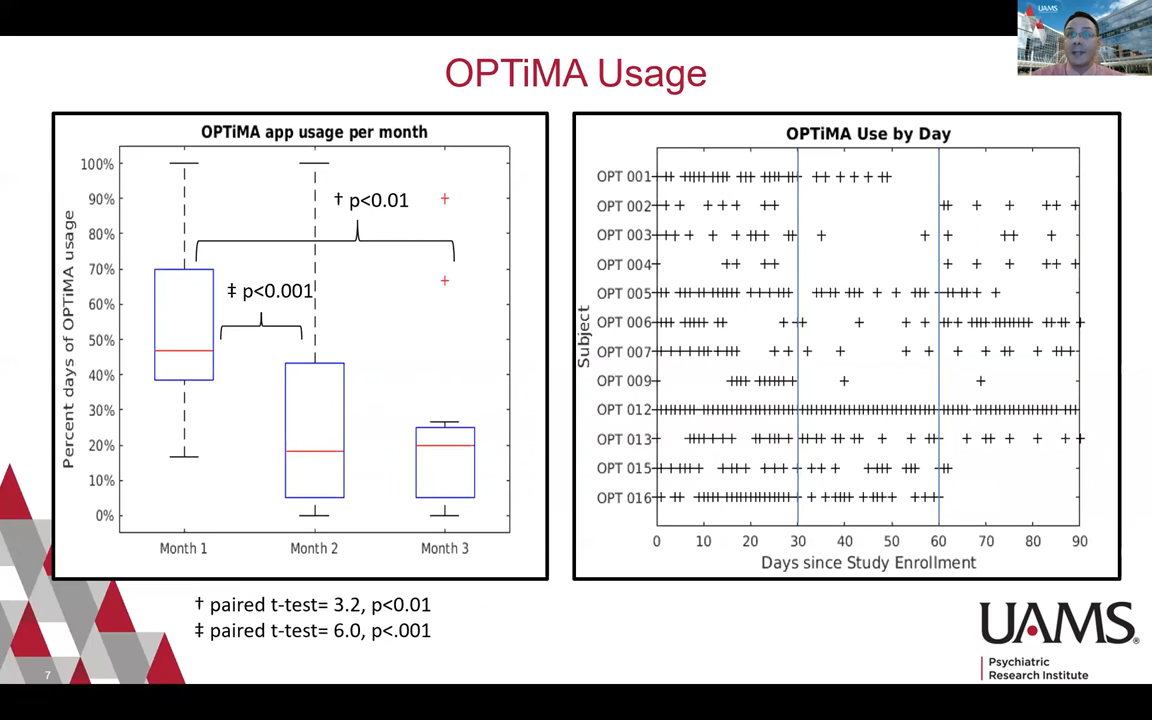 UAMS
OPTiMA Usage
OPTiMA app usage per month
100%
90%
80%
70%
60%
50%
40%
30%
20%
10%
0%
Percent days of OPTiMA usage
† p<0.01
‡ p<0.001
Month 1 Month 2 Month 3
† paired t-test= 3.2, p<0.01
‡ paired t-test= 6.0, p<.001
OPTiMA Use by Day
Subject
OPT 001
OPT 002
OPT 003
OPT 004
OPT 005
OPT 006
OPT 007
OPT 009
OPT 012
OPT 013
OPT 015
OPT 016
0 10 20 30 40 50 60 70 80 90
Days since Study Enrollment
UAMS®
Psychiatric
Research Institute
7